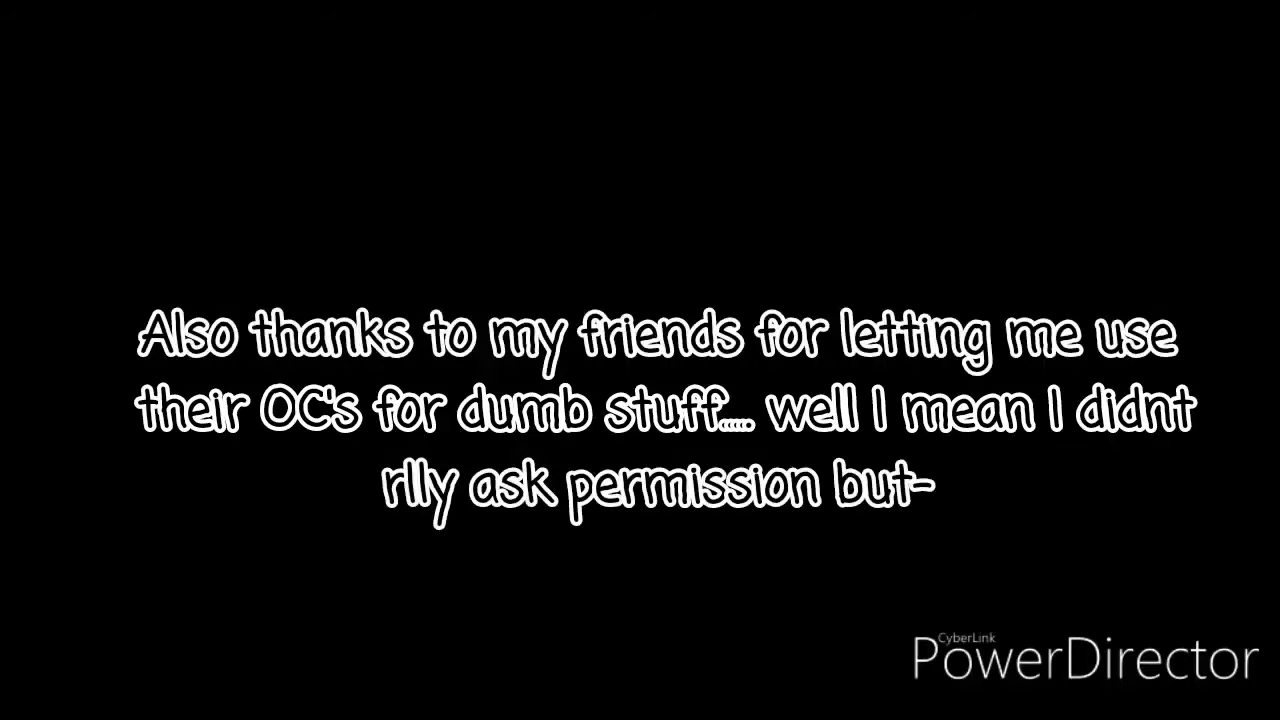 Also thanks to my friends for letting me use
their OC's for dumb stuff.... well I mean I didnt
rlly ask permission but-
CyberLink
PowerDirector